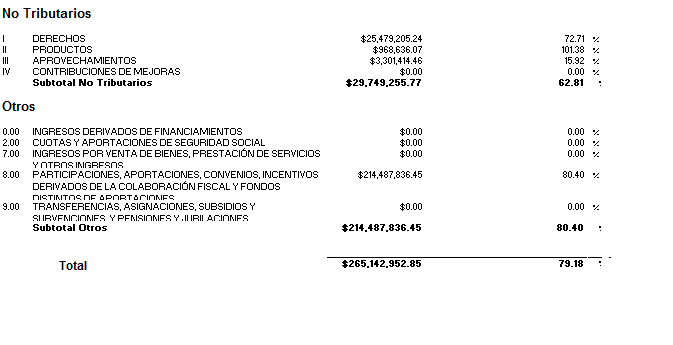 No Tributarios
I DERECHOS $25,479,205.24 72.71 %
II PRODUCTOS $968,636.07 101.38 %
III APROVECHAMIENTOS $3,301,414.46 15.92 %
IV CONTRIBUCIONES DE MEJORAS $0.00 0.00 %
Subtotal No Tributarios $29,749,255.77 62.81
Otros
0.00 INGRESOS DERIVADOS DE FINANCIAMIENTOS $0.00 0.00 %
2.00 CUOTAS Y APORTACIONES DE SEGURIDAD SOCIAL $0.00 0.00 %
7.00 INGRESOS POR VENTA DE BIENES, PRESTACIÓN DE SERVICIOS $0.00 0.00 %
Y OTROS INGRESOS
8.00 PARTICIPACIONES, APORTACIONES, CONVENIOS, INCENTIVOS $214,487,836.45 80.40 %
DERIVADOS DE LA COLABORACIÓN FISCAL Y FONDOS
DISTINTOS DE APORTACIONES
9.00 TRANSFERENCIAS, ASIGNACIONES, SUBSIDIOS Y $0.00 0.00 %
SUBVENCIONES, Y PENSIONES Y JUBILACIONES
Subtotal Otros $214,487,836.45 80.40
Total $265,142,952.85 79.18